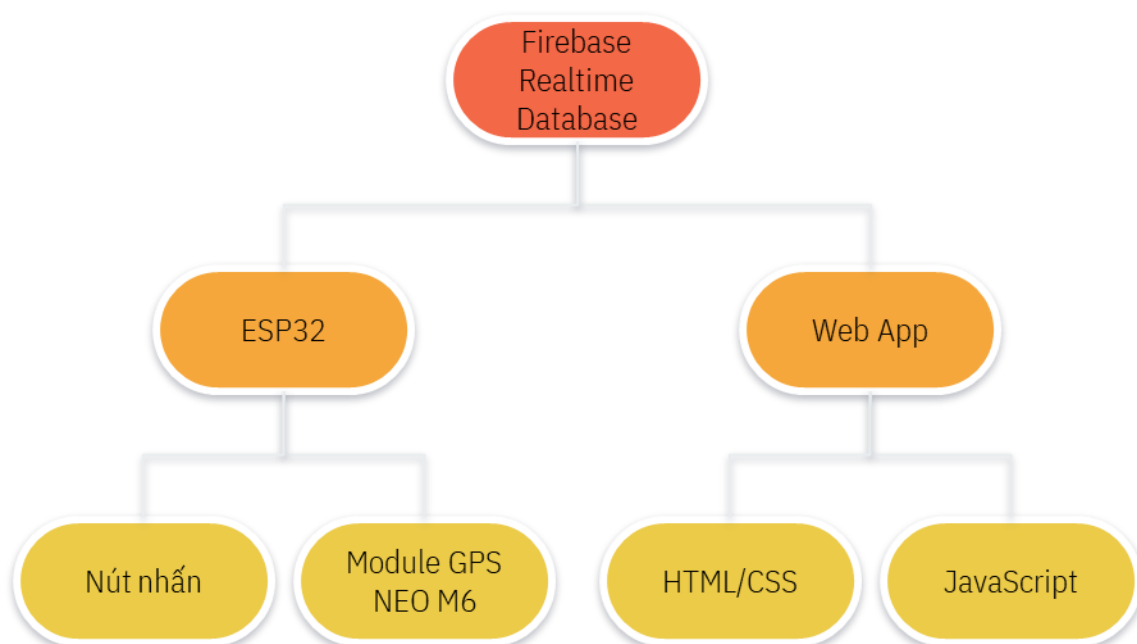 Firebase
Realtime
Database
ESP32
Web App
Nút nhấn
Module GPS
NEO M6
HTML/CSS
JavaScript